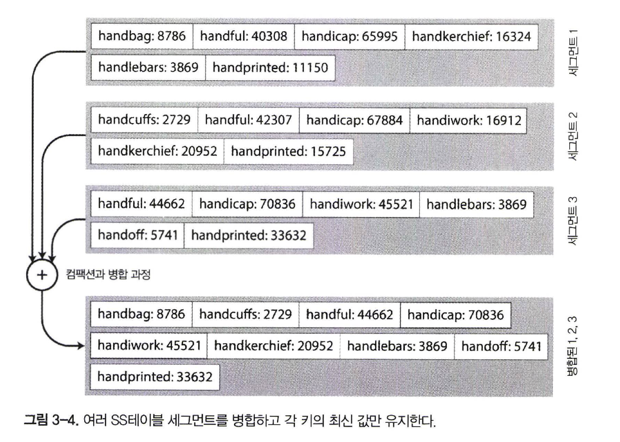 handbag: 8786 handful: 40308 handicap: 65995 handkerchief: 16324
handlebars: 3869 handprinted: 11150
세그먼트 1
handcuffs: 2729 handful: 42307 handicap: 67884 handiwork: 16912
handkerchief: 20952 handprinted: 15725
세그먼트 2
handful: 44662 handicap: 70836 handiwork: 45521 handlebars: 3869
handoff: 5741 handprinted: 33632
세그먼트 3
+
컴팩션과 병합 과정
handbag: 8786 handcuffs: 2729 handful: 44662 handicap: 70836
handiwork: 45521 handkerchief: 20952 handlebars: 3869 handoff: 5741
handprinted: 33632
병합된 1, 2, 3
그림 3-4. 여러 SS테이블 세그먼트를 병합하고 각 키의 최신 값만 유지한다.